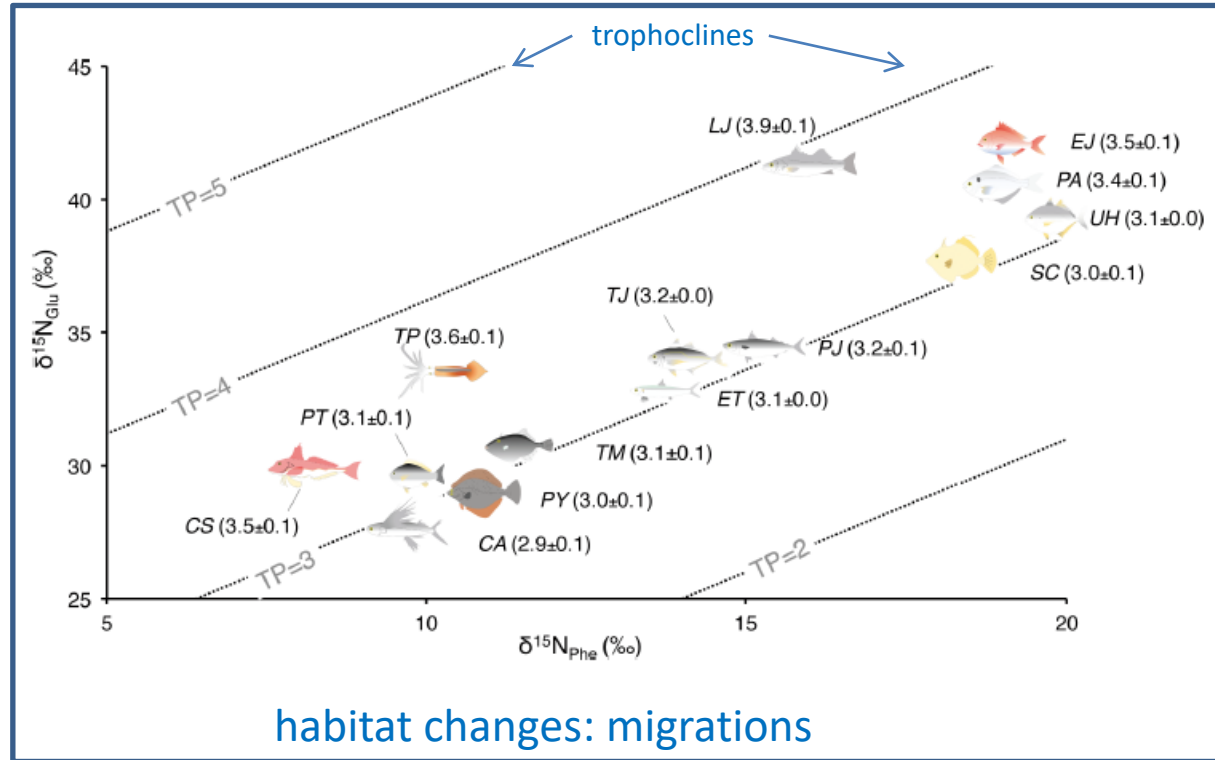 trophoclines
45
40
35
30
25
δ¹⁵N_Glu (‰)
TP=5
TP=4
TP=3
TP=2
LJ (3.9±0.1)
EJ (3.5±0.1)
PA (3.4±0.1)
UH (3.1±0.0)
SC (3.0±0.1)
TJ (3.2±0.0)
TP (3.6±0.1)
PJ (3.2±0.1)
ET (3.1±0.0)
PT (3.1±0.1)
TM (3.1±0.1)
PY (3.0±0.1)
CS (3.5±0.1)
CA (2.9±0.1)
5
10
15
20
δ¹⁵N_Phe (‰)
habitat changes: migrations